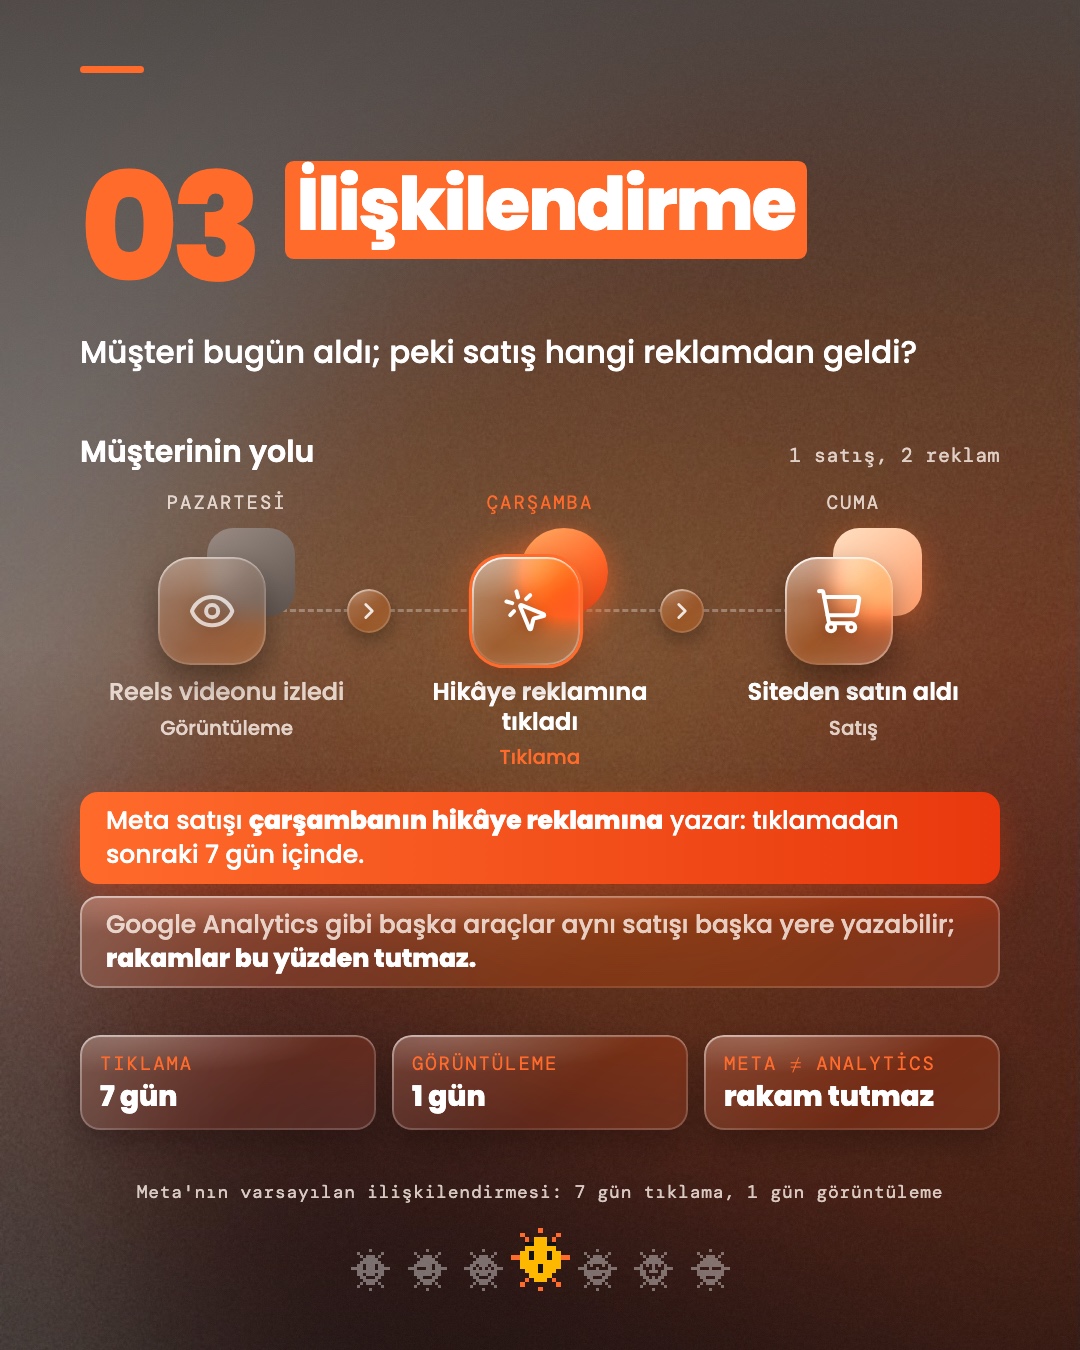 03 İlişkilendirme
Müşteri bugün aldı; peki satış hangi reklamdan geldi?
Müşterinin yolu
1 satış, 2 reklam
PAZARTESİ
ÇARŞAMBA
CUMA
Reels videonu izledi
Görüntüleme
Hikâye reklamına
tıkladı
Tıklama
Siteden satın aldı
Satış
Meta satışı çarşambanın hikâye reklamına yazar: tıklamadan
sonraki 7 gün içinde.
Google Analytics gibi başka araçlar aynı satışı başka yere yazabilir;
rakamlar bu yüzden tutmaz.
TIKLAMA
7 gün
GÖRÜNTÜLEME
1 gün
META ≠ ANALYTİCS
rakam tutmaz
Meta'nın varsayılan ilişkilendirmesi: 7 gün tıklama, 1 gün görüntüleme